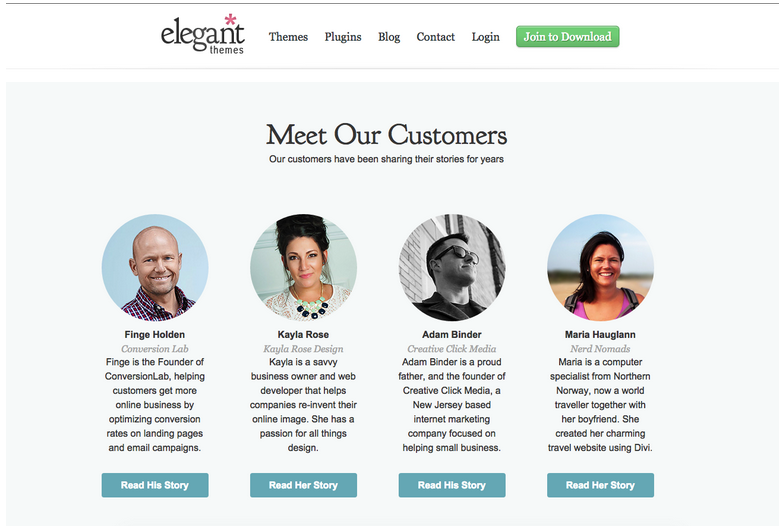 elegant
themes
Themes Plugins Blog Contact Login Join to Download
Meet Our Customers
Our customers have been sharing their stories for years
Finge Holden
Conversion Lab
Finge is the Founder of
ConversionLab, helping
customers get more
online business by
optimizing conversion
rates on landing pages
and email campaigns.
Read His Story
Kayla Rose
Kayla Rose Design
Kayla is a savvy
business owner and web
developer that helps
companies re-invent their
online image. She has a
passion for all things
design.
Read Her Story
Adam Binder
Creative Click Media
Adam Binder is a proud
father, and the founder of
Creative Click Media, a
New Jersey based
internet marketing
company focused on
helping small business.
Read His Story
Maria Hauglann
Nerd Nomads
Maria is a computer
specialist from Northern
Norway, now a world
traveller together with
her boyfriend. She
created her charming
travel website using Divi.
Read Her Story